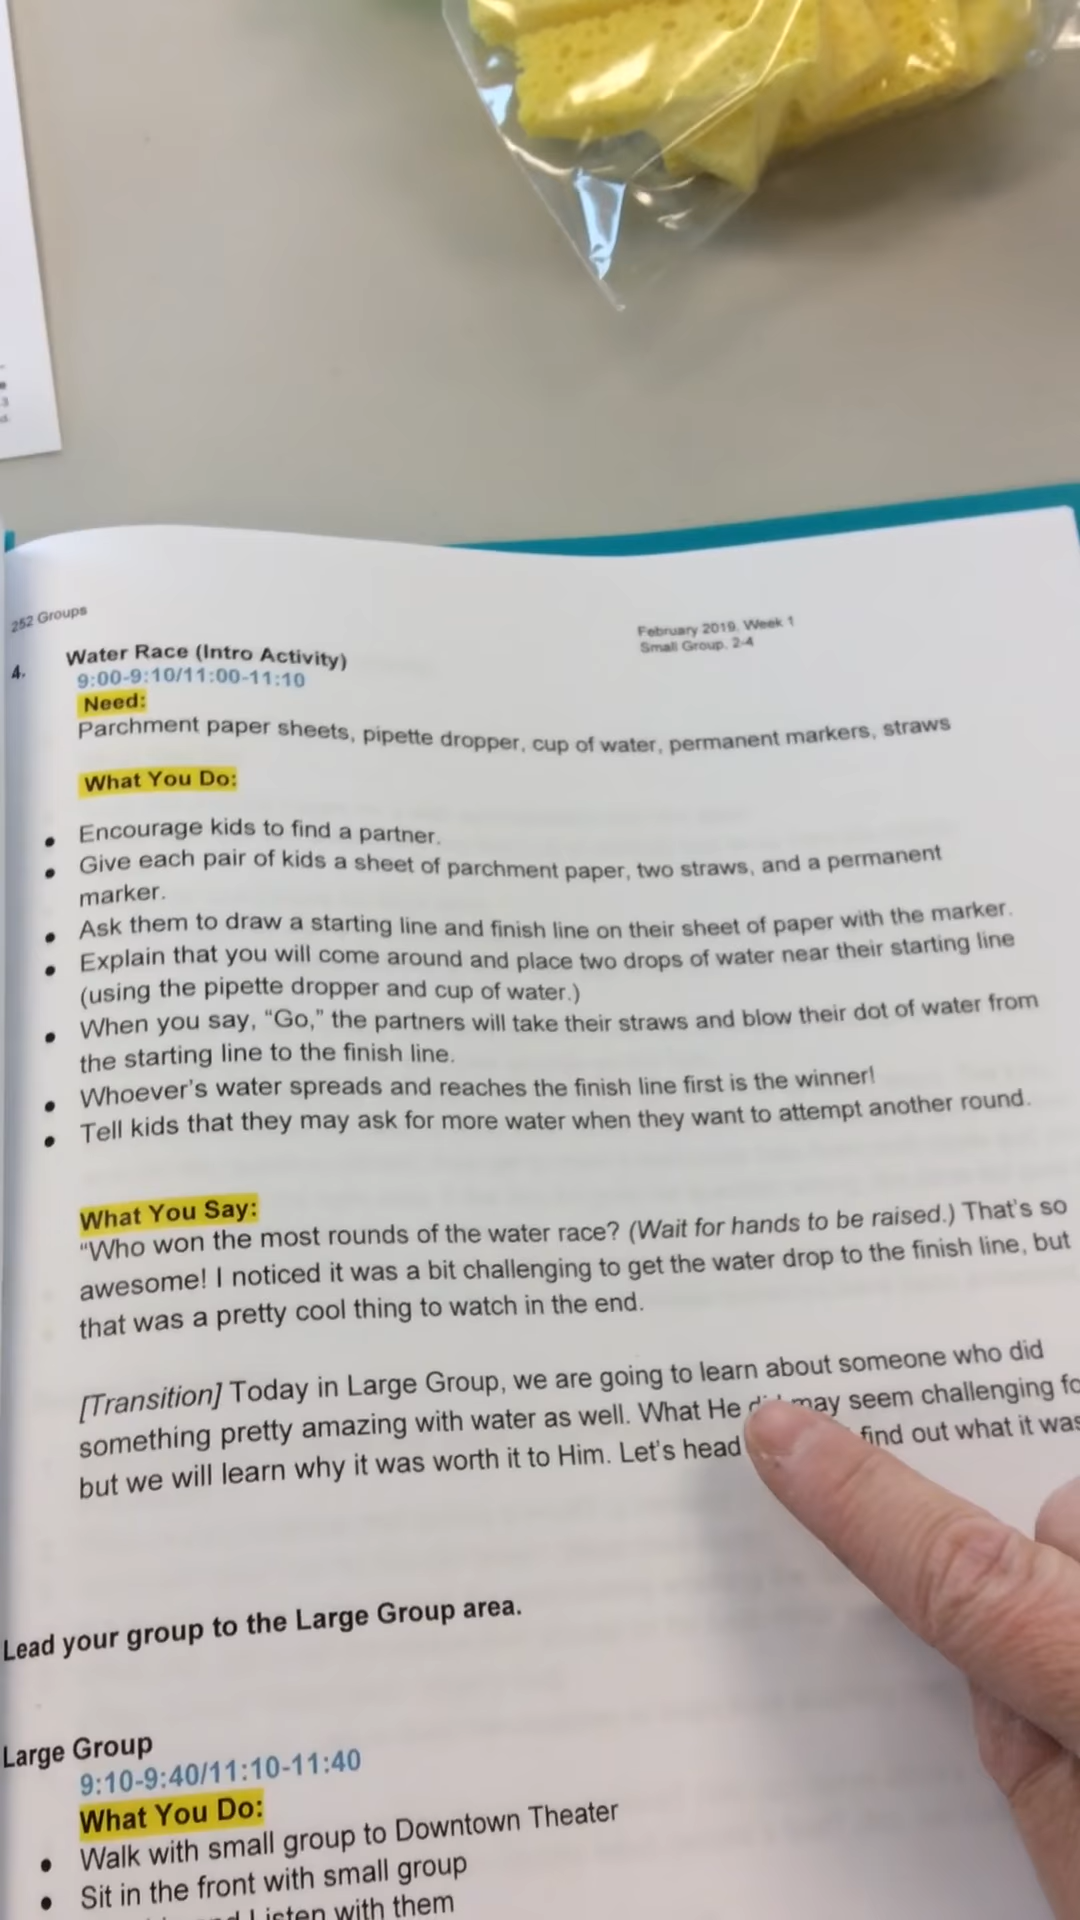 252 Groups
February 2019, Week 1
Small Group, 2-4
4. Water Race (Intro Activity)
9:00-9:10/11:00-11:10
Need:
Parchment paper sheets, pipette dropper, cup of water, permanent markers, straws
What You Do:
• Encourage kids to find a partner.
• Give each pair of kids a sheet of parchment paper, two straws, and a permanent
marker.
• Ask them to draw a starting line and finish line on their sheet of paper with the marker.
• Explain that you will come around and place two drops of water near their starting line
(using the pipette dropper and cup of water.)
• When you say, “Go,” the partners will take their straws and blow their dot of water from
the starting line to the finish line.
• Whoever’s water spreads and reaches the finish line first is the winner!
• Tell kids that they may ask for more water when they want to attempt another round.
What You Say:
“Who won the most rounds of the water race? (Wait for hands to be raised.) That’s so
awesome! I noticed it was a bit challenging to get the water drop to the finish line, but
that was a pretty cool thing to watch in the end.
[Transition] Today in Large Group, we are going to learn about someone who did
something pretty amazing with water as well. What He may seem challenging
but we will learn why it was worth it to Him. Let’s head find out what it was
Lead your group to the Large Group area.
Large Group
9:10-9:40/11:10-11:40
What You Do:
• Walk with small group to Downtown Theater
• Sit in the front with small group
Listen with them